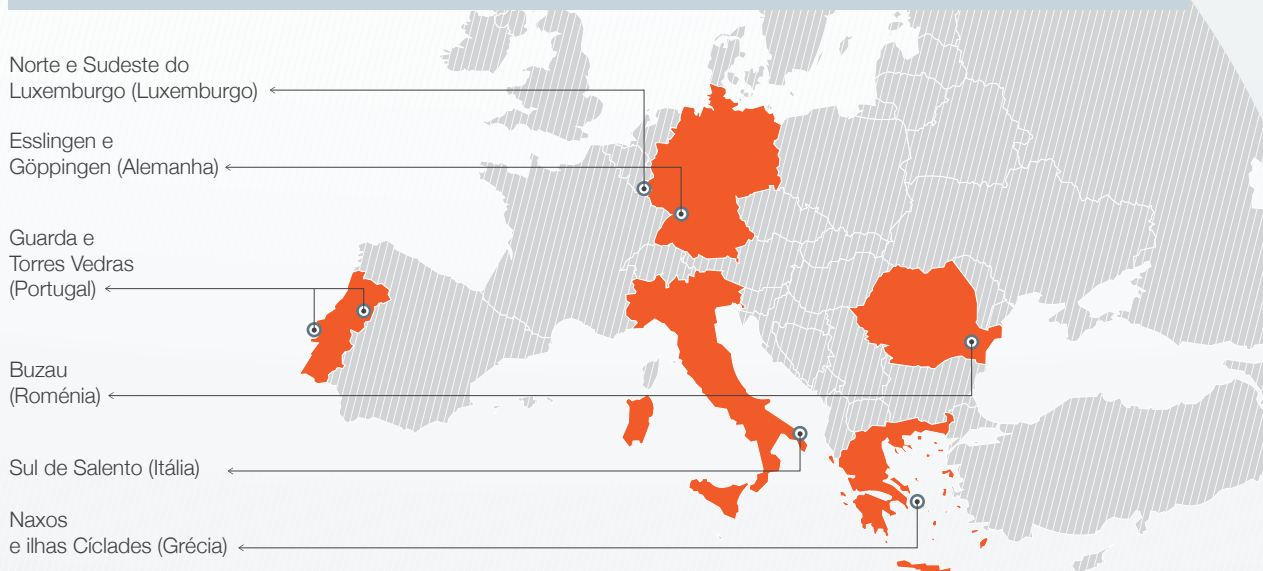 Norte e Sudeste do
Luxemburgo (Luxemburgo)
Esslingen e
Göppingen (Alemanha)
Guarda e
Torres Vedras
(Portugal)
Buzau
(Roménia)
Sul de Salento (Itália)
Naxos
e ilhas Cíclades (Grécia)